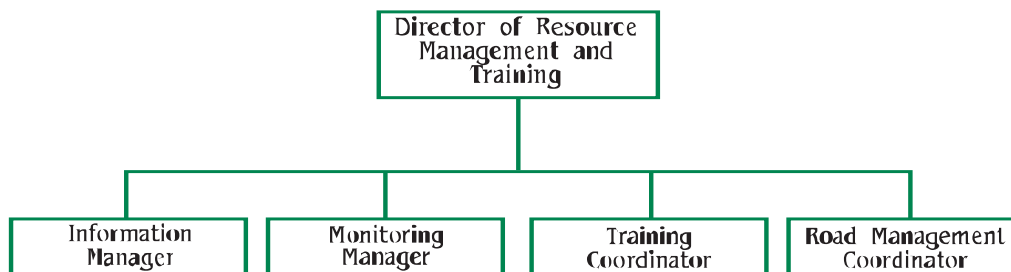 Director of Resource
Management and
Training
Information
Manager
Monitoring
Manager
Training
Coordinator
Road Management
Coordinator